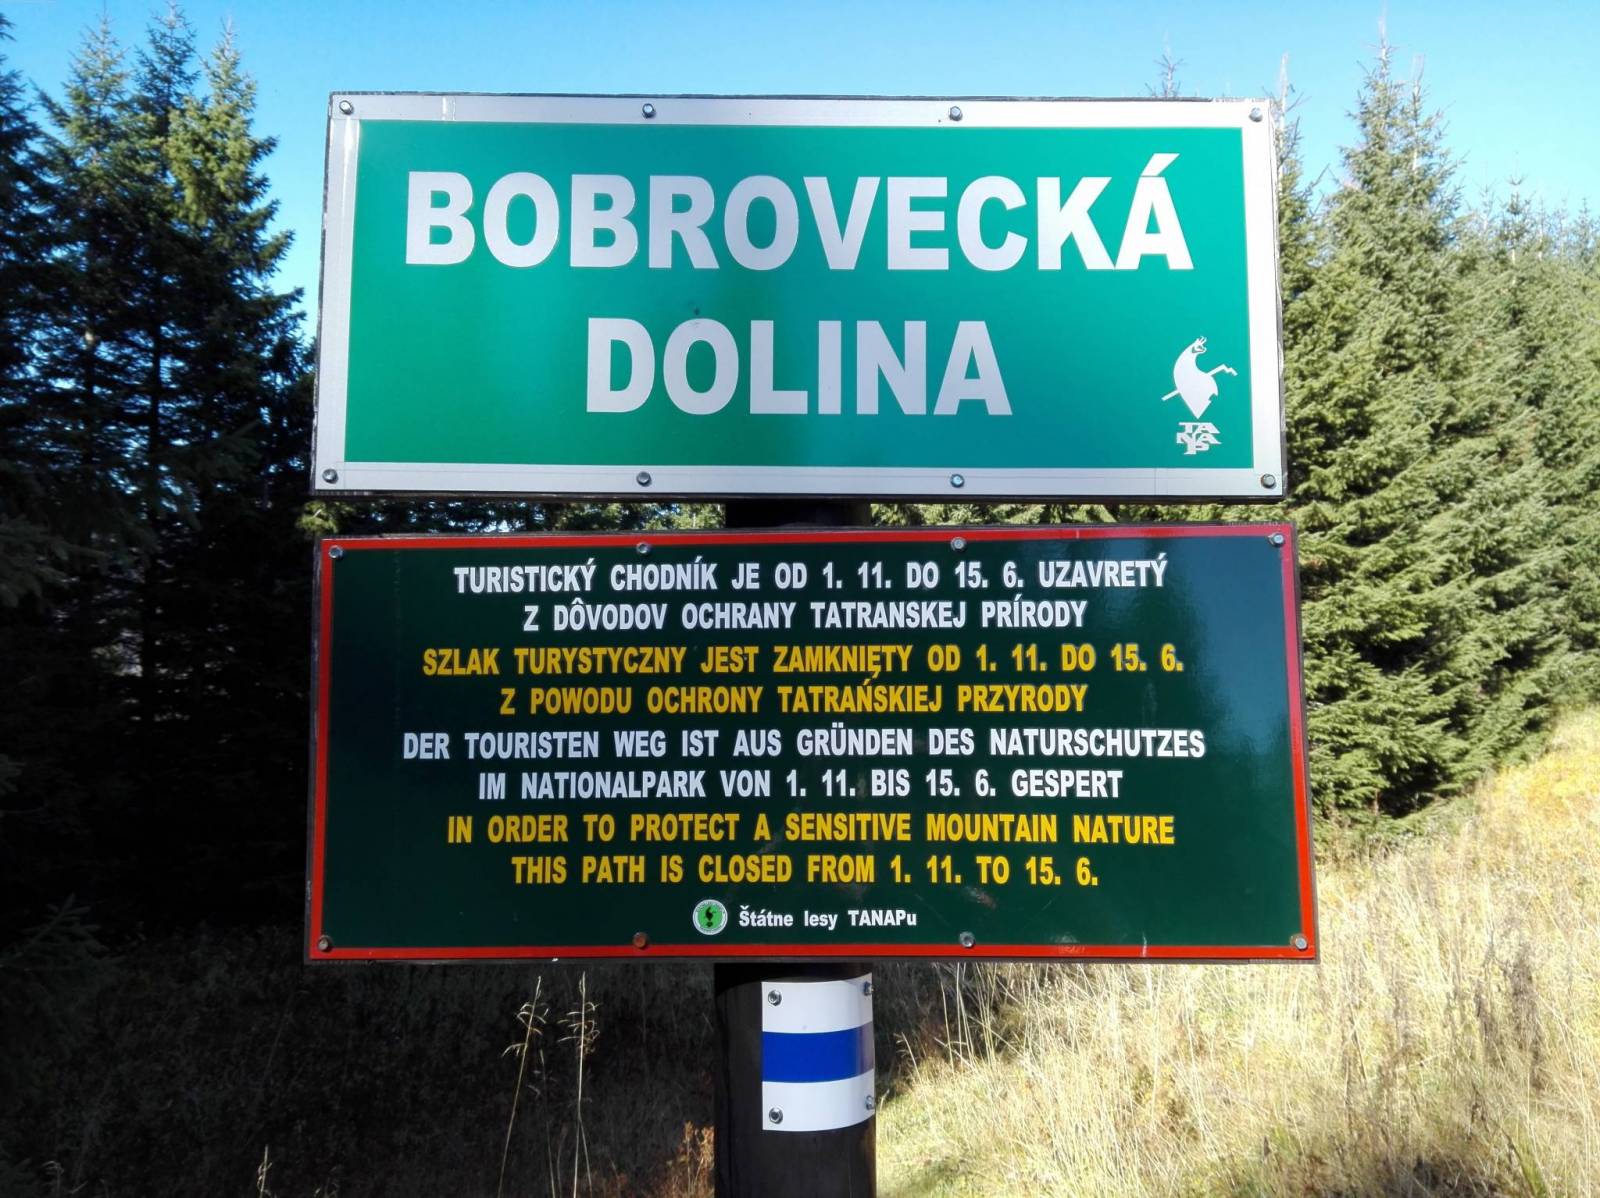 BOBROVECKÁ
DOLINA
TA
NA
P
TURISTICKÝ CHODNÍK JE OD 1. 11. DO 15. 6. UZAVRETÝ
Z DÔVODOV OCHRANY TATRANSKEJ PRÍRODY
SZLAK TURYSTYCZNY JEST ZAMKNIĘTY OD 1. 11. DO 15. 6.
Z POWODU OCHRONY TATRAŃSKIEJ PRZYRODY
DER TOURISTEN WEG IST AUS GRÜNDEN DES NATURSCHUTZES
IM NATIONALPARK VON 1. 11. BIS 15. 6. GESPERT
IN ORDER TO PROTECT A SENSITIVE MOUNTAIN NATURE
THIS PATH IS CLOSED FROM 1. 11. TO 15. 6.
Štátne lesy TANAPu